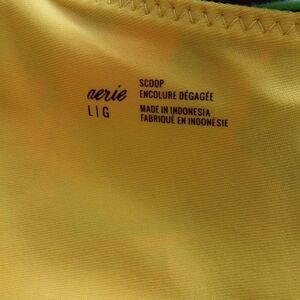 aerie
L | G
SCOOP
ENCOLURE DÉGAGÉE
MADE IN INDONESIA
FABRIQUÉ EN INDONÉSIE